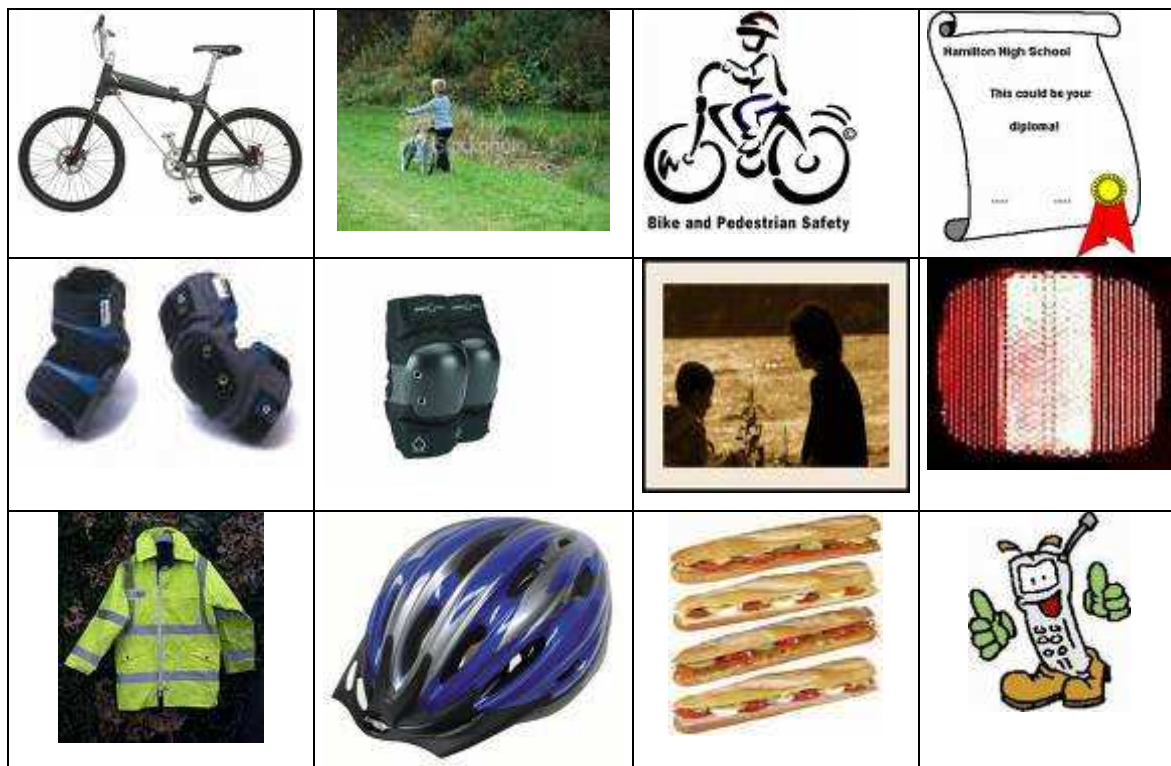 Bike and Pedestrian Safety
Hamilton High School
This could be your
diploma!